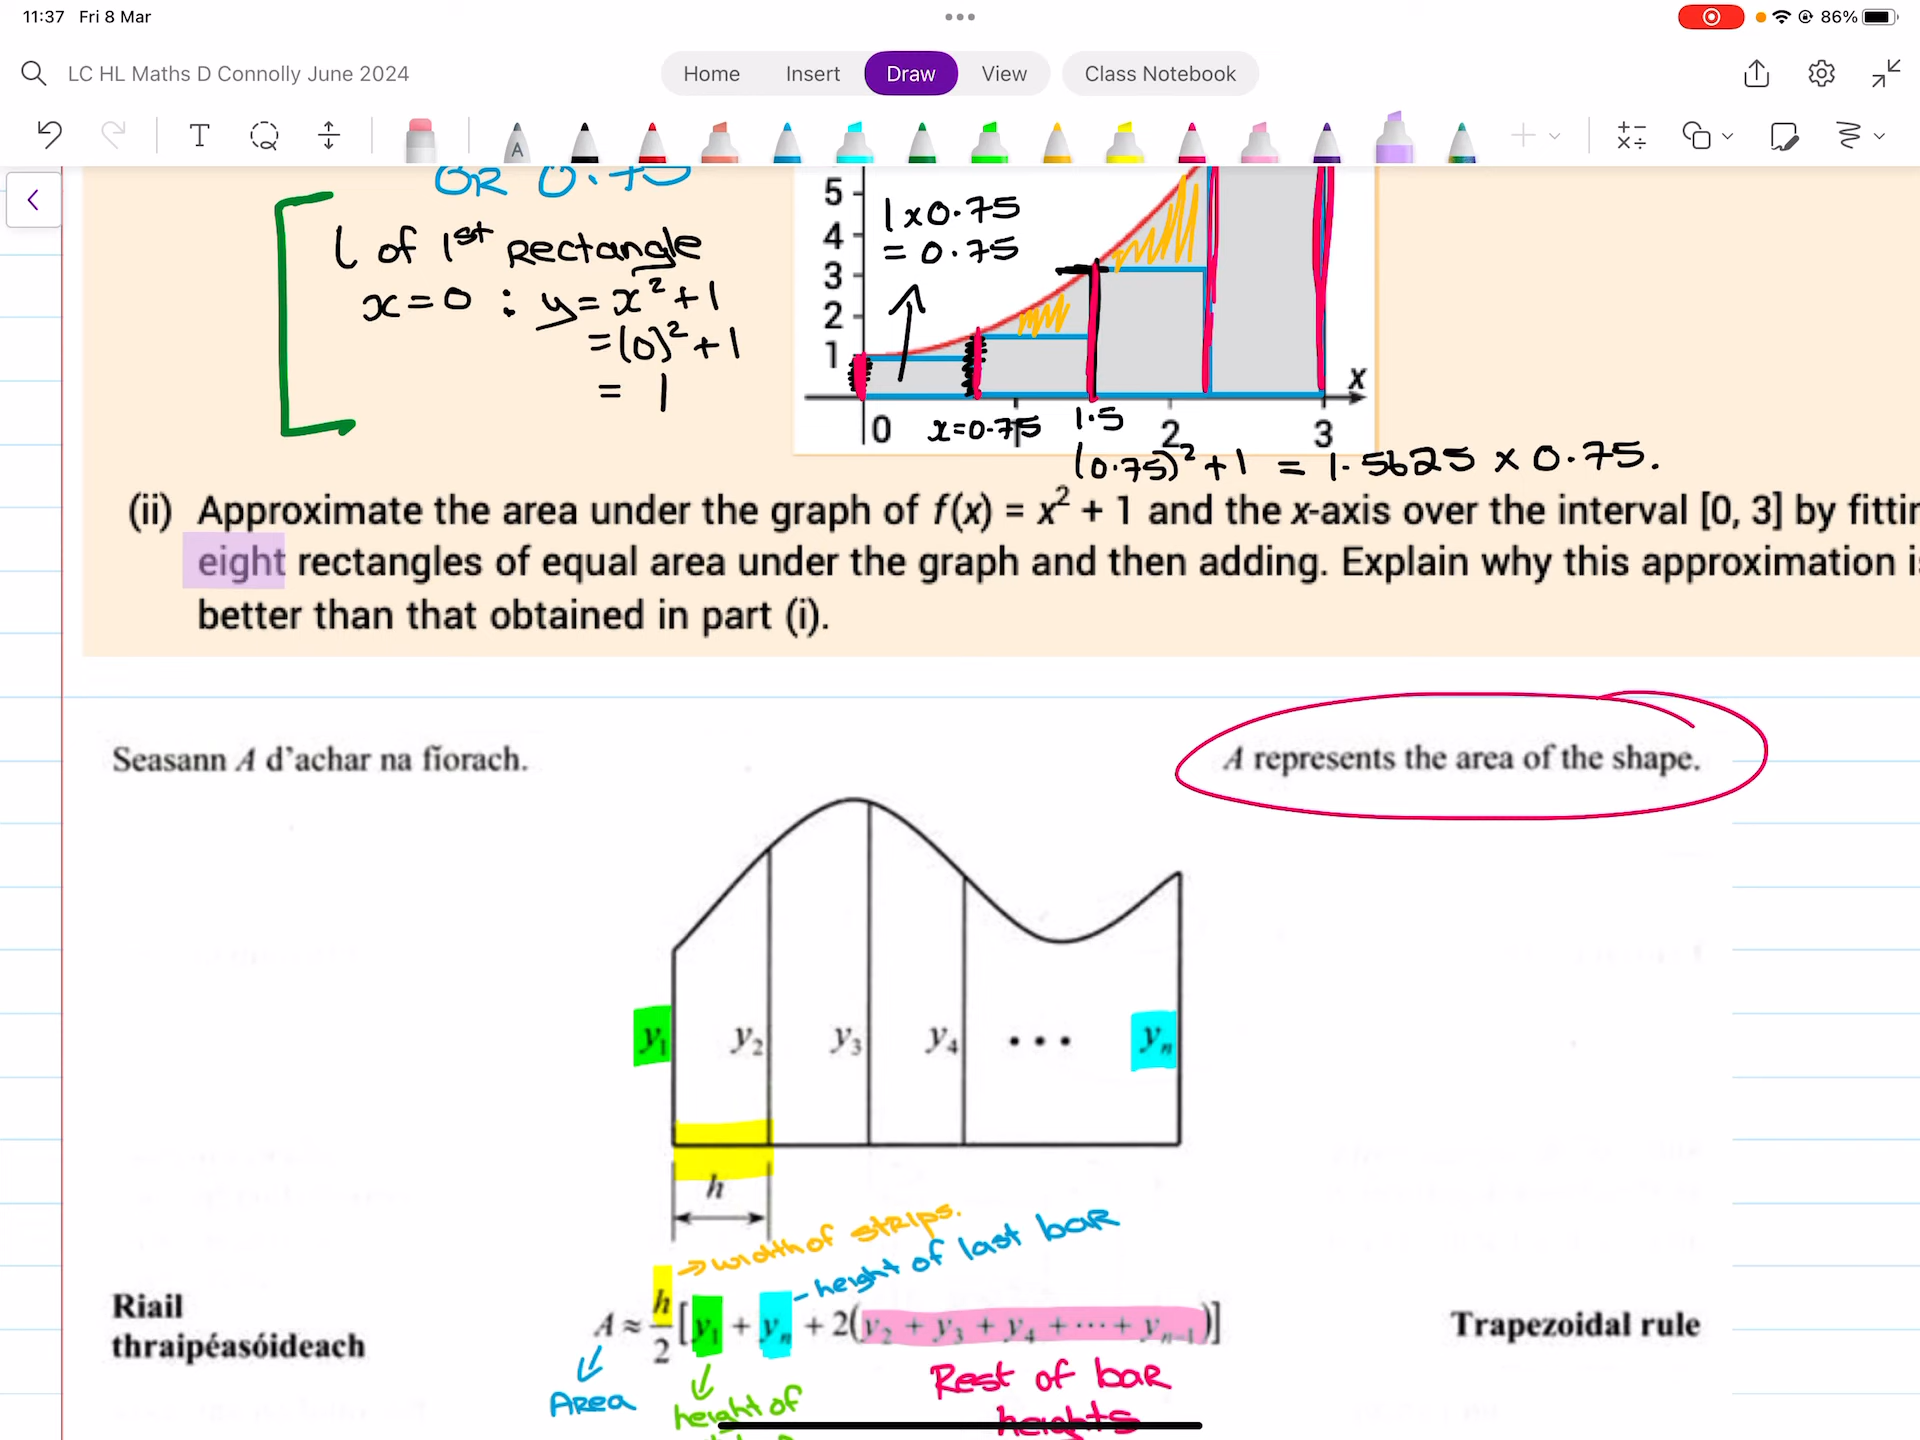 11:37 Fri 8 Mar
86%
LC HL Maths D Connolly June 2024
Home Insert Draw View Class Notebook
OR 0.75
L of 1st Rectangle
x=0 : y=x²+1
=(0)²+1
= 1
1x0.75
= 0.75
5
4
3
2
1
x
0 x=0.75 1 1.5 2 3
(0.75)²+1 = 1.5625 x 0.75.
(ii) Approximate the area under the graph of f(x) = x² + 1 and the x-axis over the interval [0, 3] by
eight rectangles of equal area under the graph and then adding. Explain why this approximation
better than that obtained in part (i).
Seasann A d'achar na fíorach.
A represents the area of the shape.
y₁ y₂ y₃ y₄ ... yₙ
h
→ width of strips.
- height of last bar
Riail
thraipéasóideach
A ≈ h/2 [y₁ + yₙ + 2(y₂ + y₃ + y₄ + ⋯ + yₙ₋₁)]
Trapezoidal rule
Area
height of
Rest of bar
heights